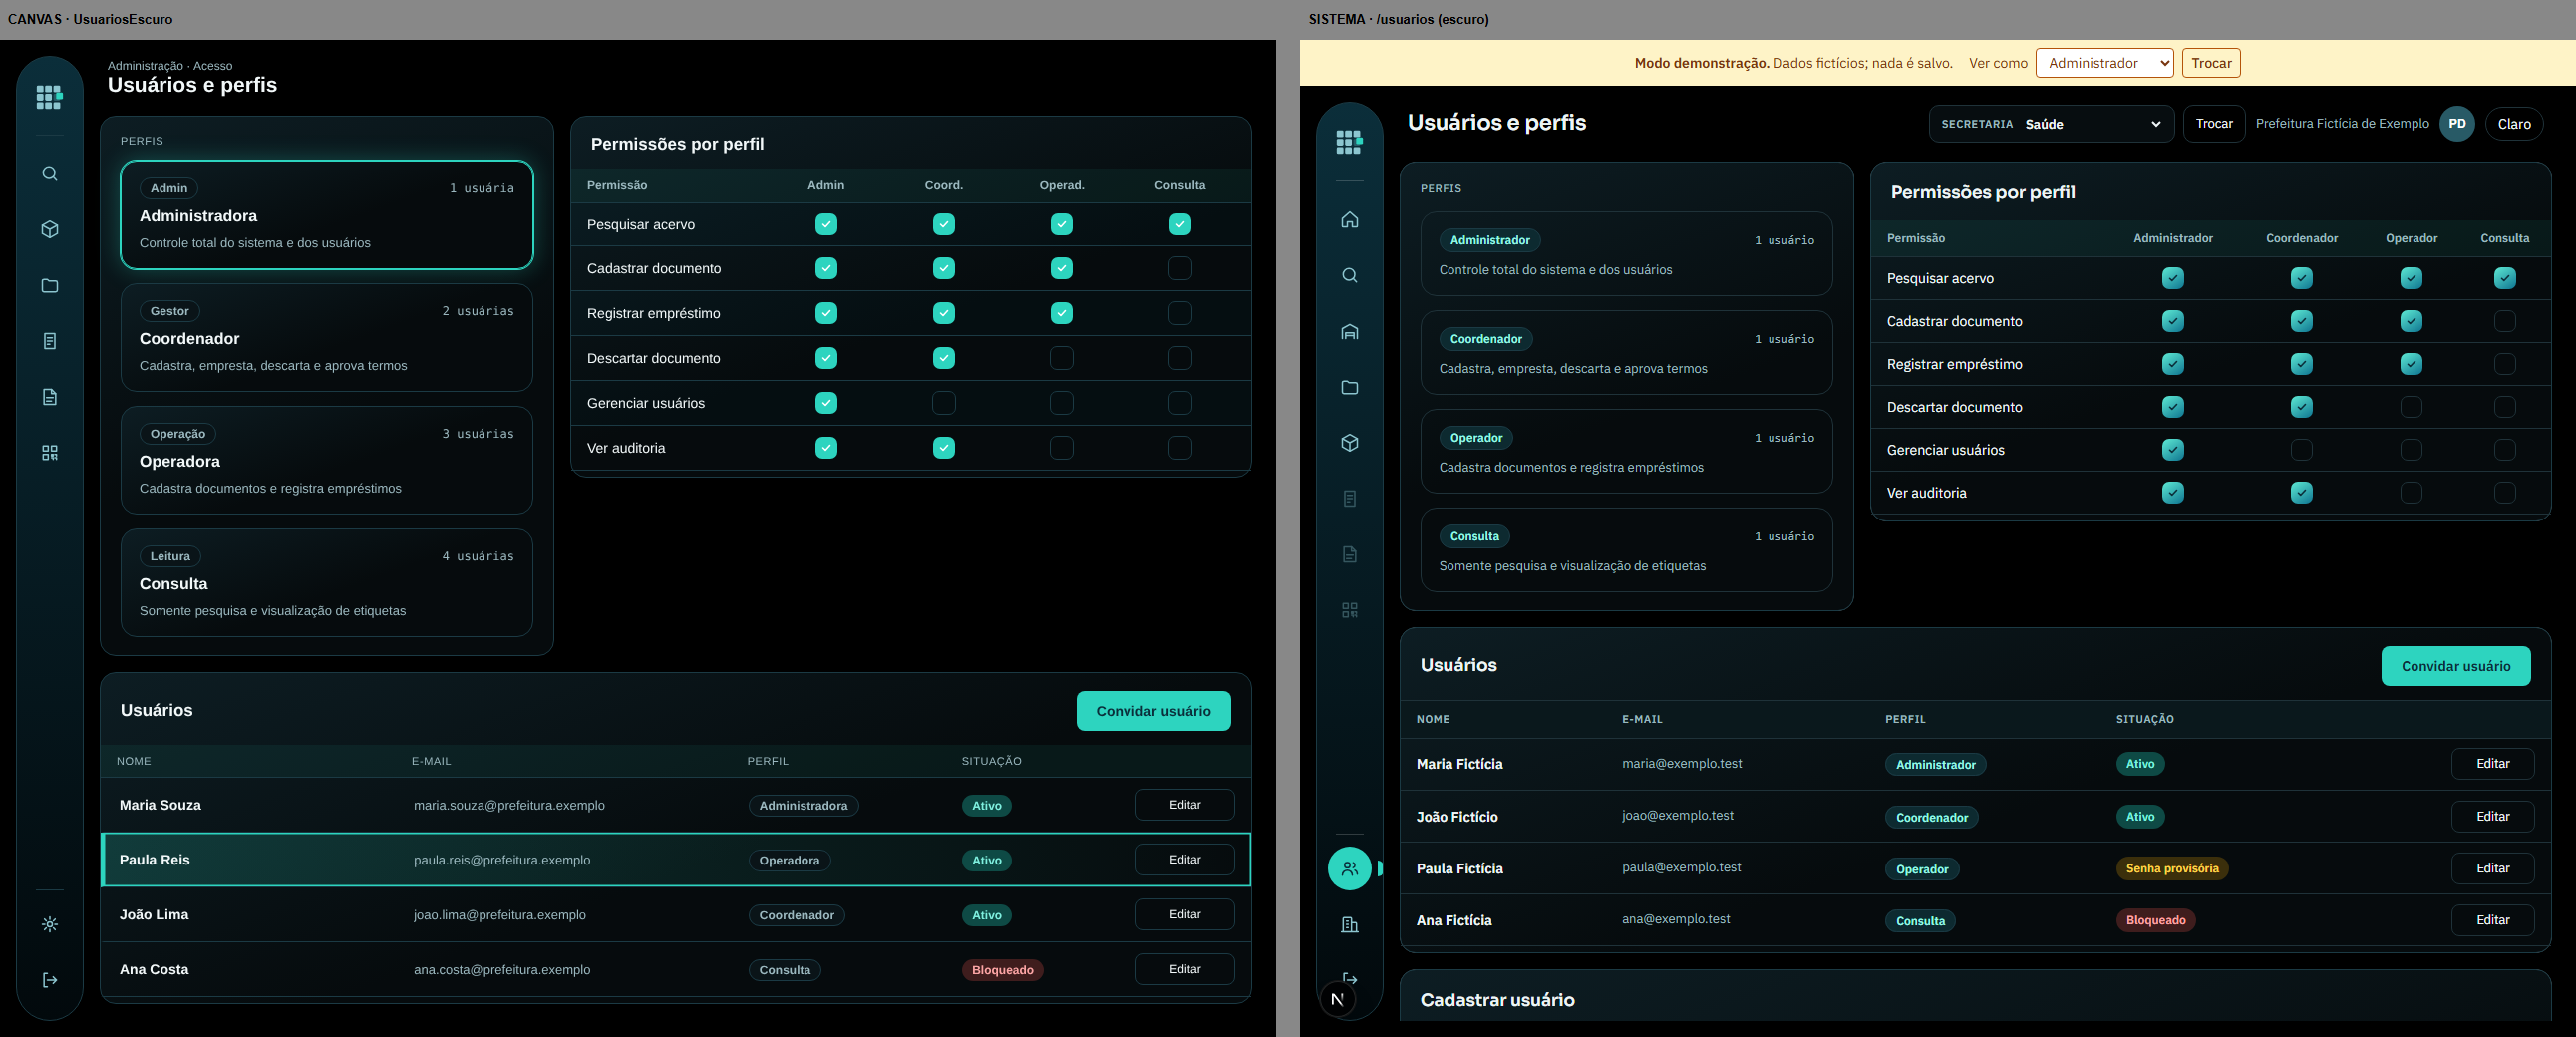 CANVAS · UsuariosEscuro
Administração · Acesso
Usuários e perfis
PERFIS
Admin 1 usuária
Administradora
Controle total do sistema e dos usuários
Gestor 2 usuárias
Coordenador
Cadastra, empresta, descarta e aprova termos
Operação 3 usuárias
Operadora
Cadastra documentos e registra empréstimos
Leitura 4 usuárias
Consulta
Somente pesquisa e visualização de etiquetas
Permissões por perfil
Permissão Admin Coord. Operad. Consulta
Pesquisar acervo
Cadastrar documento
Registrar empréstimo
Descartar documento
Gerenciar usuários
Ver auditoria
Usuários Convidar usuário
NOME E-MAIL PERFIL SITUAÇÃO
Maria Souza maria.souza@prefeitura.exemplo Administradora Ativo Editar
Paula Reis paula.reis@prefeitura.exemplo Operadora Ativo Editar
João Lima joao.lima@prefeitura.exemplo Coordenador Ativo Editar
Ana Costa ana.costa@prefeitura.exemplo Consulta Bloqueado Editar
SISTEMA · /usuarios (escuro)
Modo demonstração. Dados fictícios; nada é salvo. Ver como Administrador Trocar
Usuários e perfis SECRETARIA Saúde Trocar Prefeitura Fictícia de Exemplo PD Claro
PERFIS
Administrador 1 usuário
Controle total do sistema e dos usuários
Coordenador 1 usuário
Cadastra, empresta, descarta e aprova termos
Operador 1 usuário
Cadastra documentos e registra empréstimos
Consulta 1 usuário
Somente pesquisa e visualização de etiquetas
Permissões por perfil
Permissão Administrador Coordenador Operador Consulta
Pesquisar acervo
Cadastrar documento
Registrar empréstimo
Descartar documento
Gerenciar usuários
Ver auditoria
Usuários Convidar usuário
NOME E-MAIL PERFIL SITUAÇÃO
Maria Fictícia maria@exemplo.test Administrador Ativo Editar
João Fictício joao@exemplo.test Coordenador Ativo Editar
Paula Fictícia paula@exemplo.test Operador Senha provisória Editar
Ana Fictícia ana@exemplo.test Consulta Bloqueado Editar
Cadastrar usuário
N